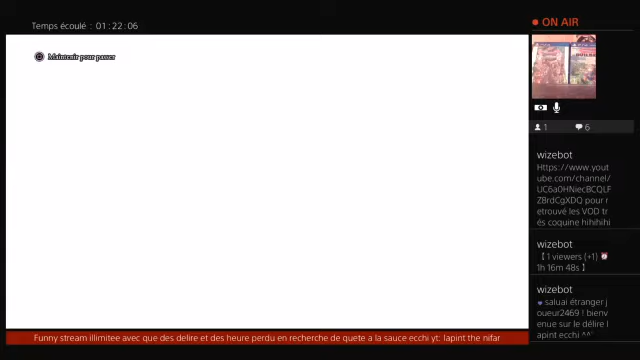 Temps écoulé : 01:22:06
ON AIR
Maintenir pour passer
1
6
wizebot
Https://www.yout
ube.com/channel/
UC6a0HNiecBCQLF
ZBrdCgXDQ pour r
etrouvé les VOD tr
és coquine hihihihi
wizebot
【1 viewers (+1)
1h 16m 48s】
wizebot
saluai étranger j
oueur2469 ! bienv
enue sur le délire l
apint ecchi ^^
Funny stream illimitee avec que des delire et des heure perdu en recherche de quete a la sauce ecchi yt: lapint the nifar